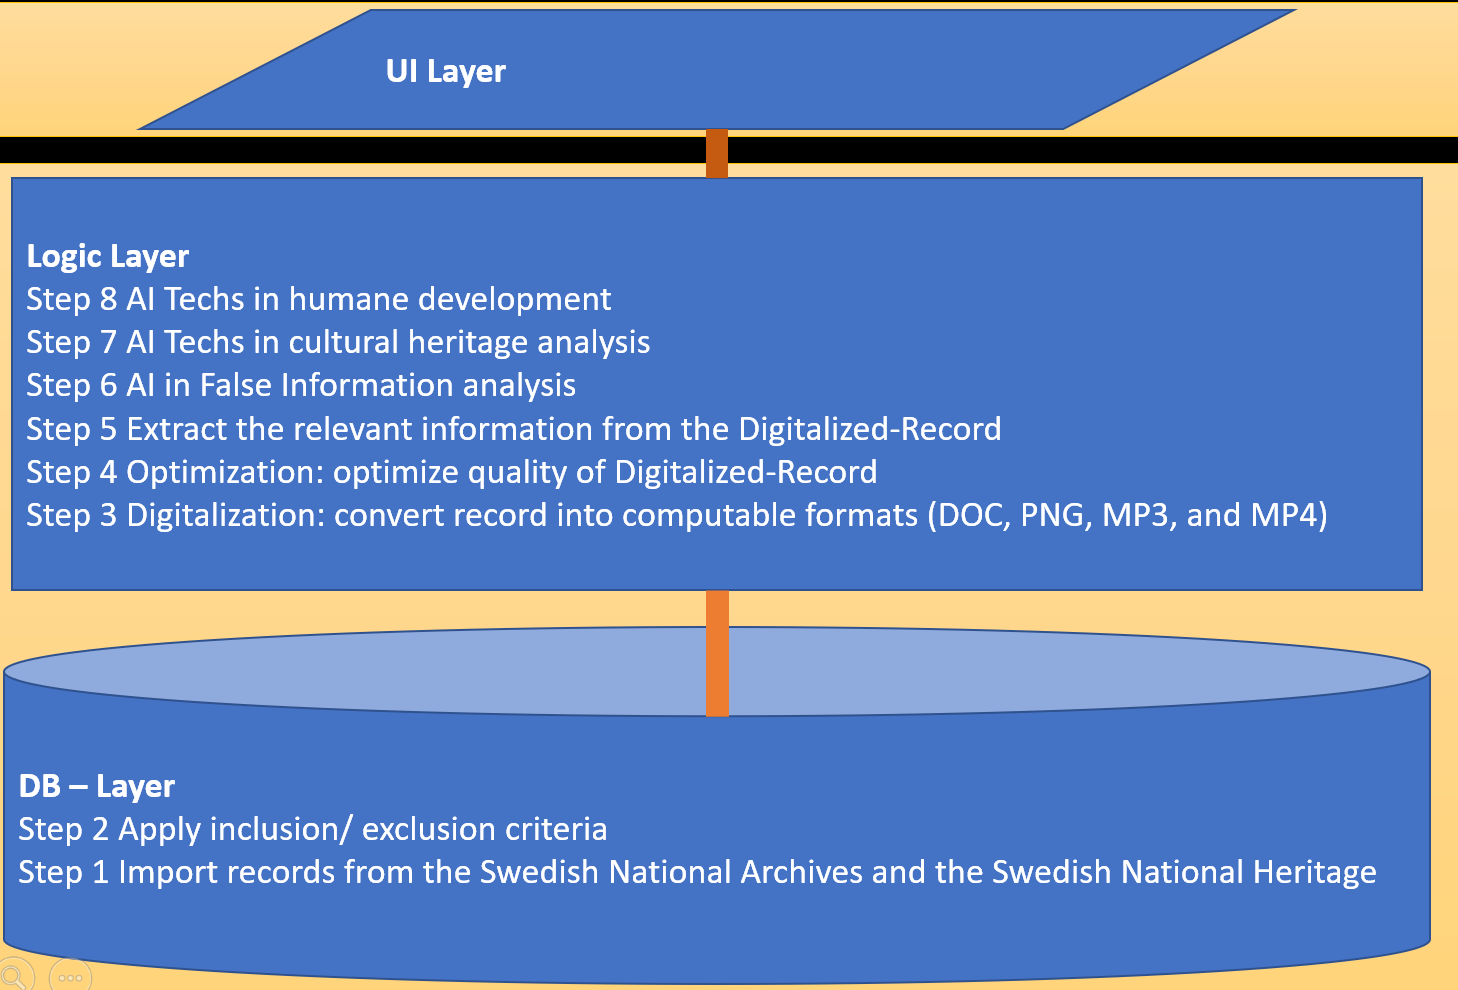 UI Layer
Logic Layer
Step 8 AI Techs in humane development
Step 7 AI Techs in cultural heritage analysis
Step 6 AI in False Information analysis
Step 5 Extract the relevant information from the Digitalized-Record
Step 4 Optimization: optimize quality of Digitalized-Record
Step 3 Digitalization: convert record into computable formats (DOC, PNG, MP3, and MP4)
DB – Layer
Step 2 Apply inclusion/ exclusion criteria
Step 1 Import records from the Swedish National Archives and the Swedish National Heritage